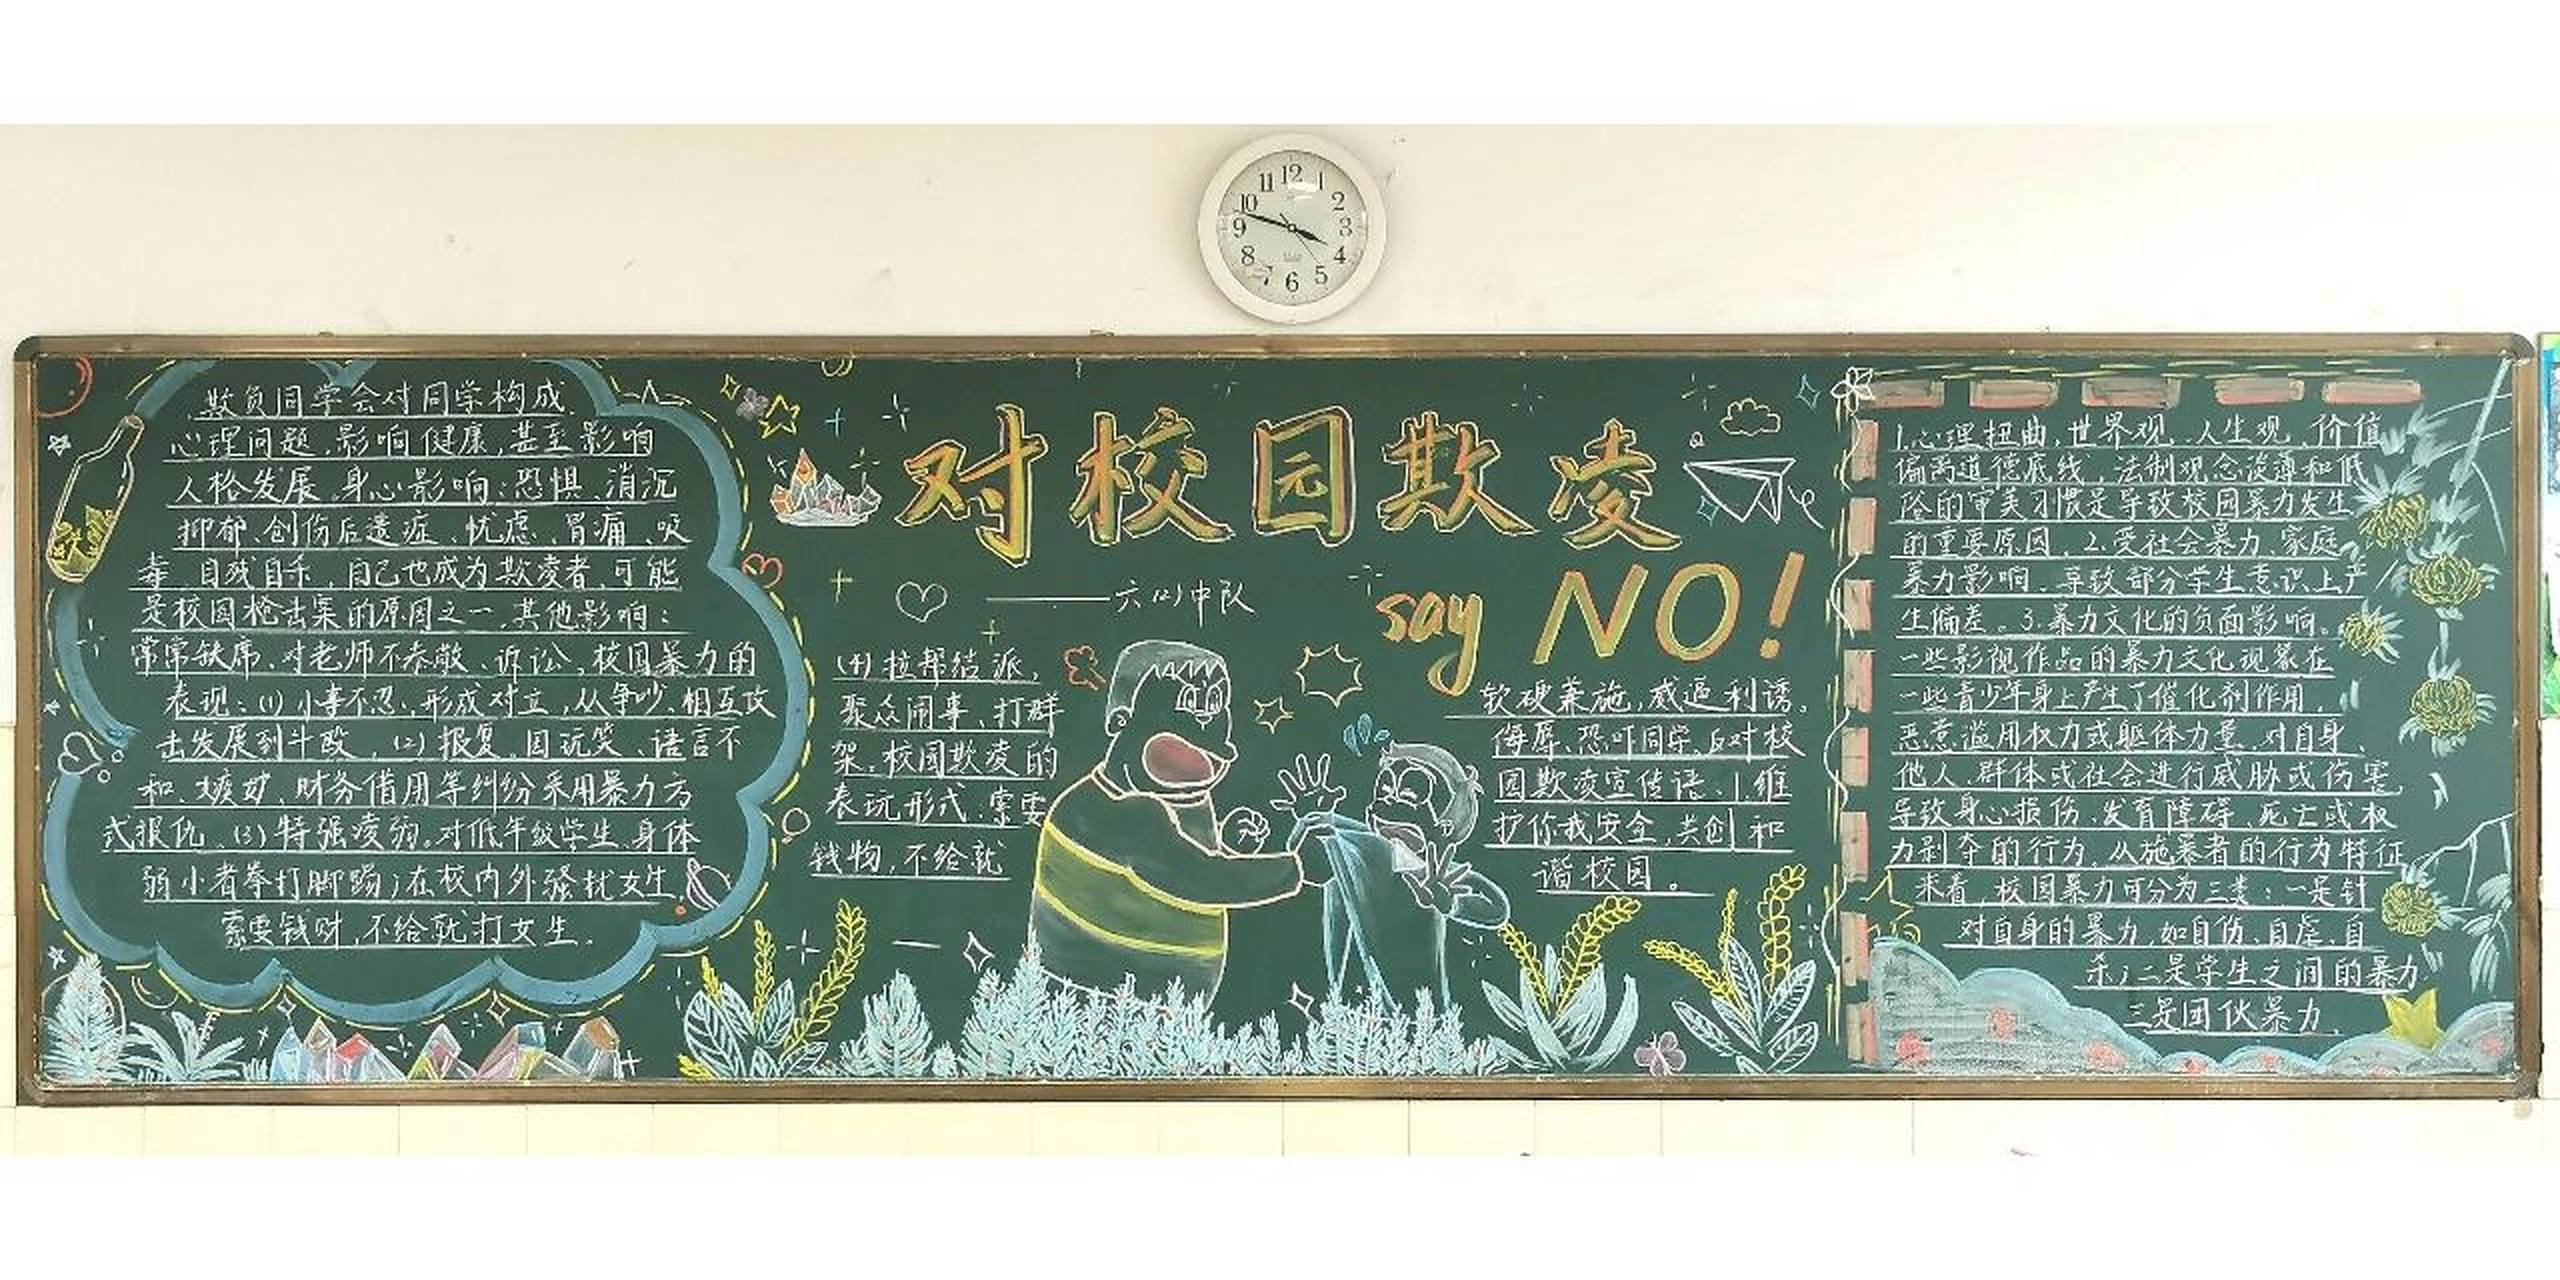 12
1
2
3
4
5
6
7
8
9
10
11
欺负同学会对同学构成
心理问题,影响健康,甚至影响
人格发展。身心影响:恐惧、消沉
抑郁、创伤后遗症、忧虑、胃痛、吸
毒、自残自杀,自己也成为欺凌者,可能
是校园枪击案的原因之一,其他影响:
常常缺席、对老师不恭敬、诉讼,校园暴力的
表现:(1)小事不忍,形成对立,从争吵、相互攻
击发展到斗殴,(2)报复。因玩笑、语言不
和、嫉妒、财务借用等纠纷采用暴力方
式报仇、(3)特强凌弱。对低年级学生、身体
弱小者拳打脚踢;在校内外骚扰女生,
索要钱财,不给就打女生。
对校园欺凌
say NO!
——六(2)中队
(4)拉帮结派,
聚众闹事、打群
架。校园欺凌的
表玩形式:索要
钱物,不给就
软硬兼施,威逼利诱。
侮辱、恐吓同学、反对校
园欺凌宣传语、1.维
护你我安全,共创和
谐校园。
1.心理扭曲,世界观,人生观、价值
偏离道德底线,法制观念淡薄和低
俗的审美习惯是导致校园暴力发生
的重要原因。2.受社会暴力、家庭
暴力影响。导致部分学生意识上产
生偏差。3.暴力文化的负面影响。
一些影视作品的暴力文化现象在
一些青少年身上产生了催化剂作用。
恶意滥用权力或躯体力量,对自身、
他人、群体或社会进行威胁或伤害,
导致身心损伤、发育障碍、死亡或权
力剥夺的行为。从施暴者的行为特征
来看,校园暴力可分为三类:一是针
对自身的暴力,如自伤、自虐、自
杀;二是学生之间的暴力
三是团伙暴力。